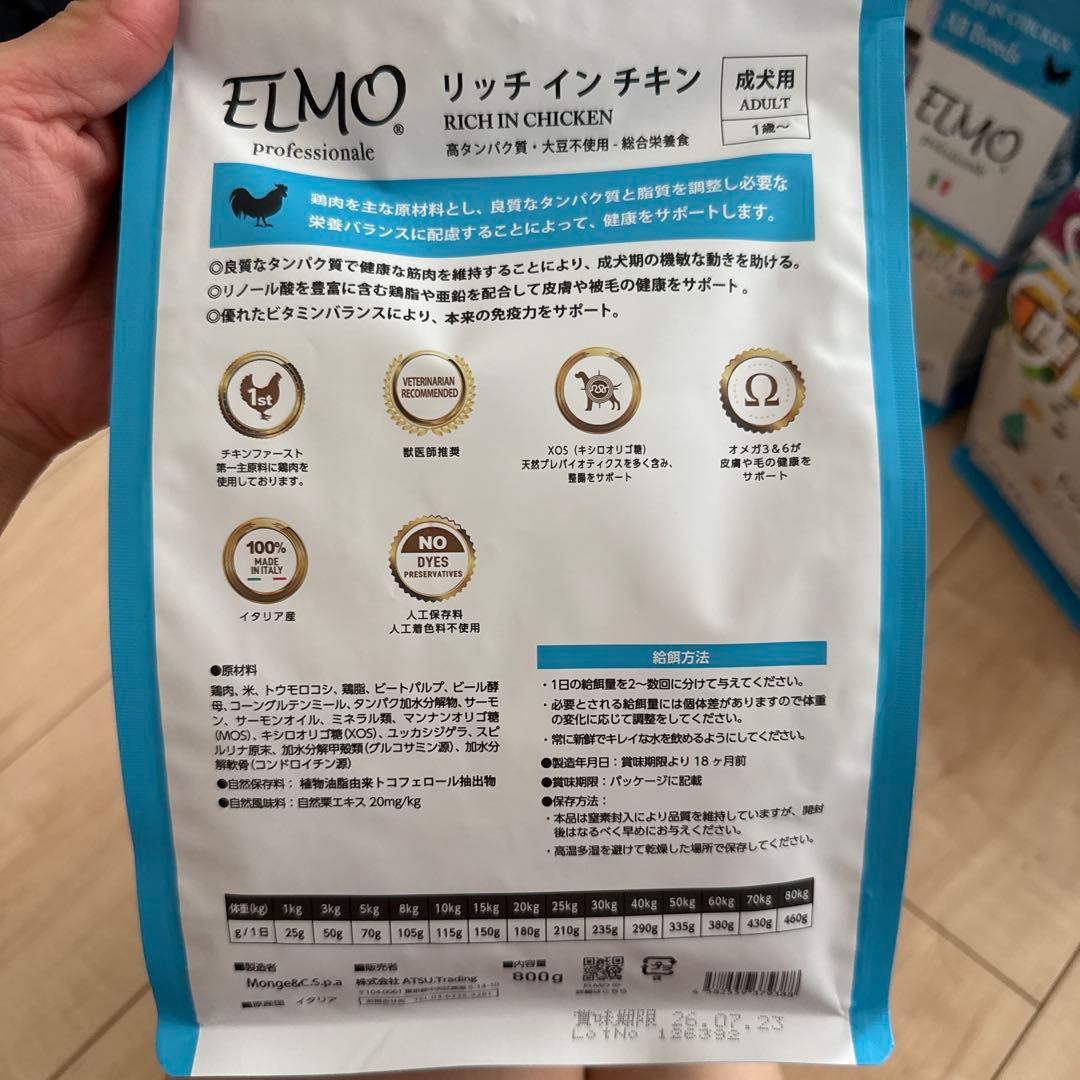 ELMO®
professionale
リッチ イン チキン
RICH IN CHICKEN
高タンパク質・大豆不使用 - 総合栄養食
成犬用
ADULT
1歳〜
鶏肉を主な原材料とし、良質なタンパク質と脂質を調整し必要な
栄養バランスに配慮することによって、健康をサポートします。
◎良質なタンパク質で健康な筋肉を維持することにより、成犬期の機敏な動きを助ける。
◎リノール酸を豊富に含む鶏脂や亜鉛を配合して皮膚や被毛の健康をサポート。
◎優れたビタミンバランスにより、本来の免疫力をサポート。
1st
チキンファースト
第一主原料に鶏肉を
使用しております。
VETERINARIAN
RECOMMENDED
獣医師推奨
XOS（キシロオリゴ糖）
天然プレバイオティクスを多く含み、
整腸をサポート
Ω
オメガ3＆6が
皮膚や毛の健康を
サポート
100%
MADE
IN ITALY
イタリア産
NO
DYES
PRESERVATIVES
人工保存料
人工着色料不使用
●原材料
鶏肉、米、トウモロコシ、鶏脂、ビートパルプ、ビール酵
母、コーングルテンミール、タンパク加水分解物、サーモ
ン、サーモンオイル、ミネラル類、マンナンオリゴ糖
(MOS)、キシロオリゴ糖(XOS)、ユッカシジゲラ、スピ
ルリナ原末、加水分解甲殻類(グルコサミン源)、加水分
解軟骨(コンドロイチン源)
●自然保存料：植物油脂由来トコフェロール抽出物
●自然風味料：自然栗エキス 20mg/kg
給餌方法
・1日の給餌量を2〜数回に分けて与えてください。
・必要とされる給餌量には個体差がありますので体重
の変化に応じて調整をしてください。
・常に新鮮でキレイな水を飲めるようにしてください。
●製造年月日：賞味期限より18ヶ月前
●賞味期限：パッケージに記載
●保存方法：
・本品は窒素封入により品質を維持していますが、開封
後はなるべく早めにお与えください。
・高温多湿を避けて乾燥した場所で保存してください。
体重(kg) 1kg 3kg 5kg 8kg 10kg 15kg 20kg 25kg 30kg 40kg 50kg 60kg 70kg 80kg
g/1日 25g 50g 70g 105g 115g 150g 180g 210g 235g 290g 335g 380g 430g 460g
■製造者
Monge&C.S.p.a
■原産国 イタリア
■販売者
株式会社 ATSU.Trading
■内容量
800g
賞味期限 26.07.23
LotNo 126392
RICH IN CHICKEN
All Breeds
ELMO
professionale